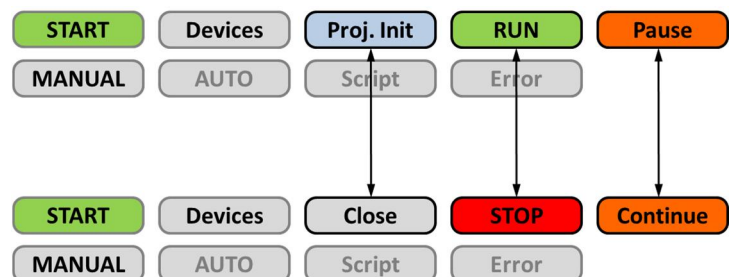 START Devices Proj. Init RUN Pause
MANUAL AUTO Script Error
START Devices Close STOP Continue
MANUAL AUTO Script Error